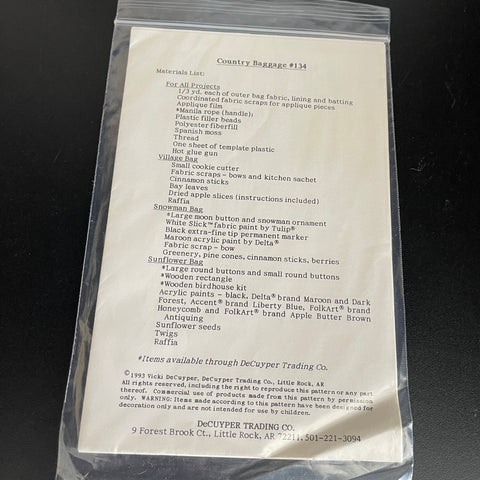 Country Baggage #134
Materials List:
For All Projects
1/3 yd. each of outer bag fabric, lining and batting
Coordinated fabric scraps for applique pieces
Applique film
*Manila rope (handle);
Plastic filler beads
Polyester fiberfill
Spanish moss
Thread
One sheet of template plastic
Hot glue gun
Village Bag
Small cookie cutter
Fabric scraps - bows and kitchen sachet
Cinnamon sticks
Bay leaves
Dried apple slices (instructions included)
Raffia
Snowman Bag
*Large moon button and snowman ornament
White Slick™ fabric paint by Tulip®
Black extra-fine tip permanent marker
Maroon acrylic paint by Delta®
Fabric scrap - bow
Greenery, pine cones, cinnamon sticks, berries
Sunflower Bag
*Large round buttons and small round buttons
*Wooden rectangle
*Wooden birdhouse kit
Acrylic paints - black, Delta® brand Maroon and Dark
Forest, Accent® brand Liberty Blue, FolkArt® brand
Honeycomb and FolkArt® brand Apple Butter Brown
Antiquing
Sunflower seeds
Twigs
Raffia
*Items available through DeCuyper Trading Co.
©1993 Vicki DeCuyper, DeCuyper Trading Co., Little Rock, AR
All rights reserved, including the right to reproduce this pattern or any part
thereof. Commercial use of products made from this pattern by permission
only. WARNING: Items made according to this pattern have been designed for
decoration only and are not intended for use by children.
DeCUYPER TRADING CO.
9 Forest Brook Ct., Little Rock, AR 72211. 501-221-3094